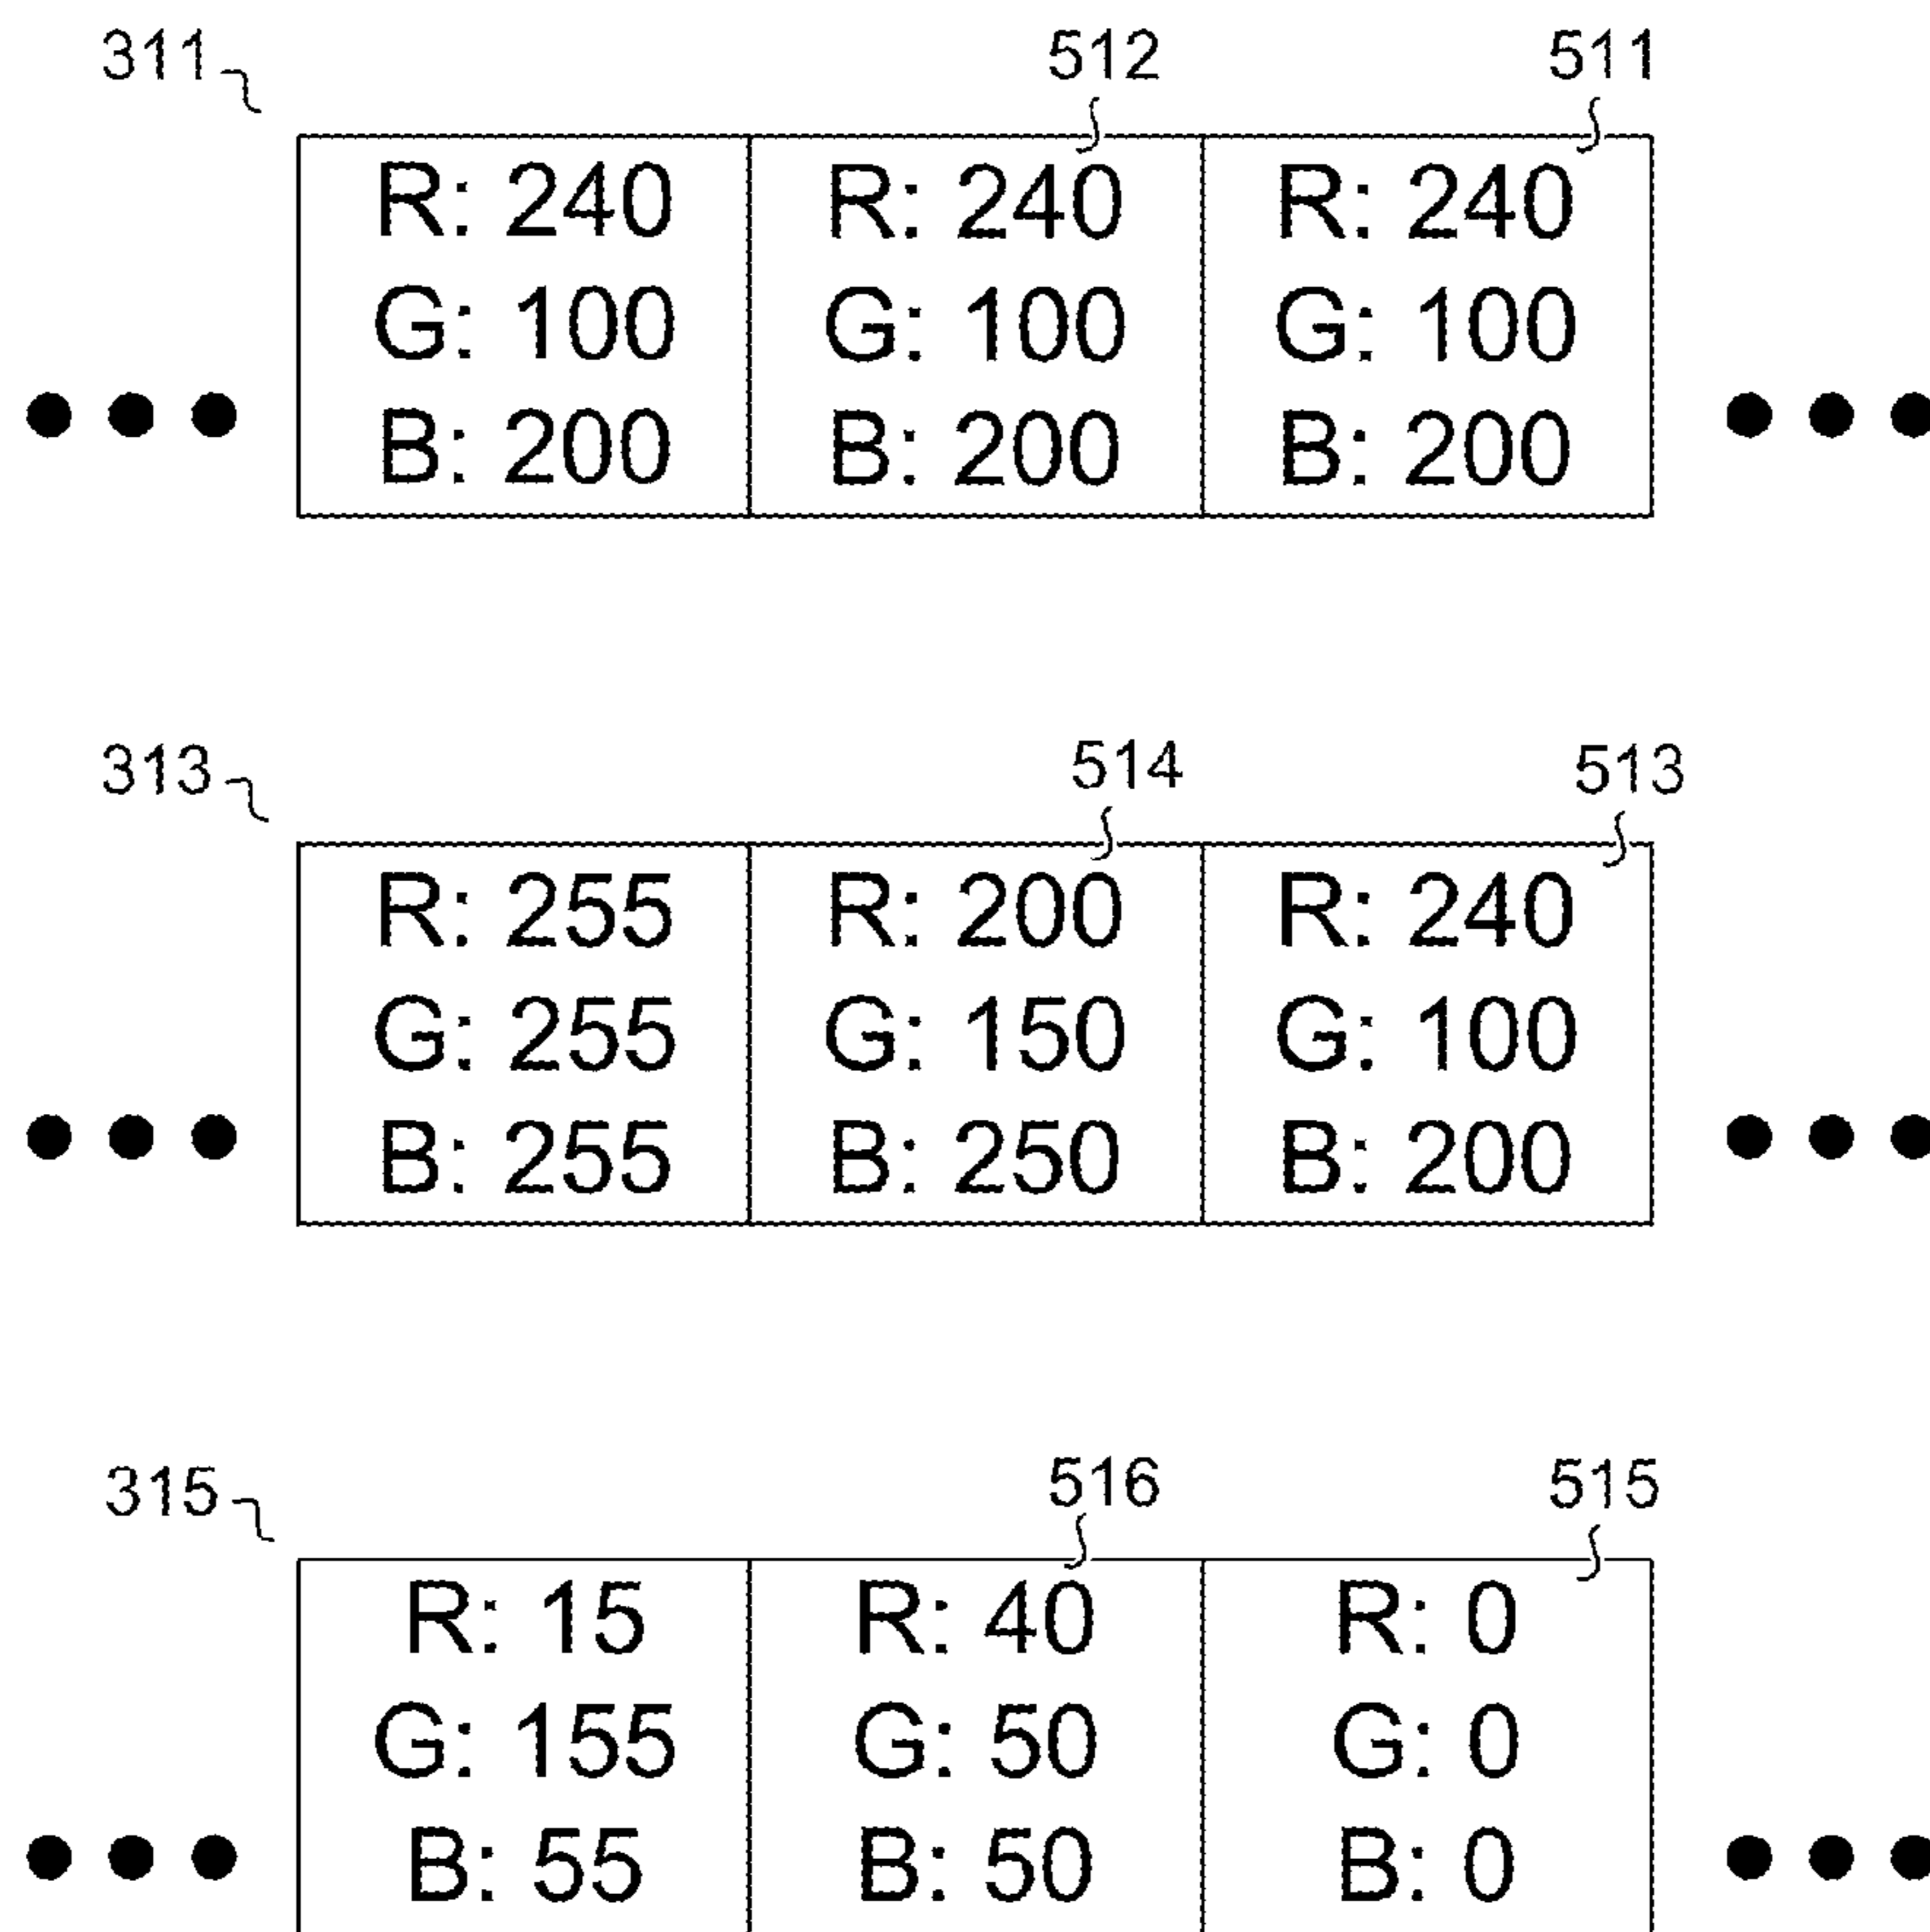 311 512 511
R: 240 R: 240 R: 240
G: 100 G: 100 G: 100
B: 200 B: 200 B: 200
313 514 513
R: 255 R: 200 R: 240
G: 255 G: 150 G: 100
B: 255 B: 250 B: 200
315 516 515
R: 15 R: 40 R: 0
G: 155 G: 50 G: 0
B: 55 B: 50 B: 0